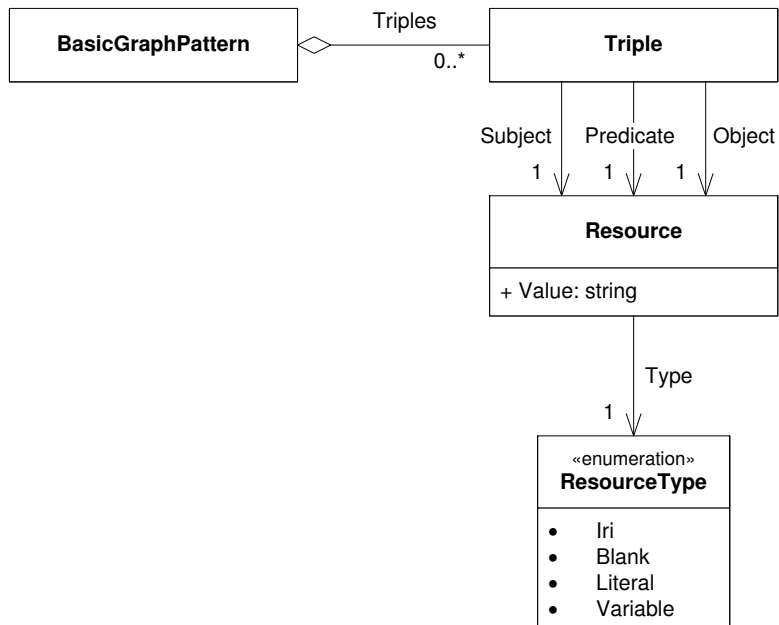 Triples
BasicGraphPattern
Triple
0..*
Subject Predicate Object
1 1 1
Resource
+ Value: string
Type
1
«enumeration»
ResourceType
• Iri
• Blank
• Literal
• Variable